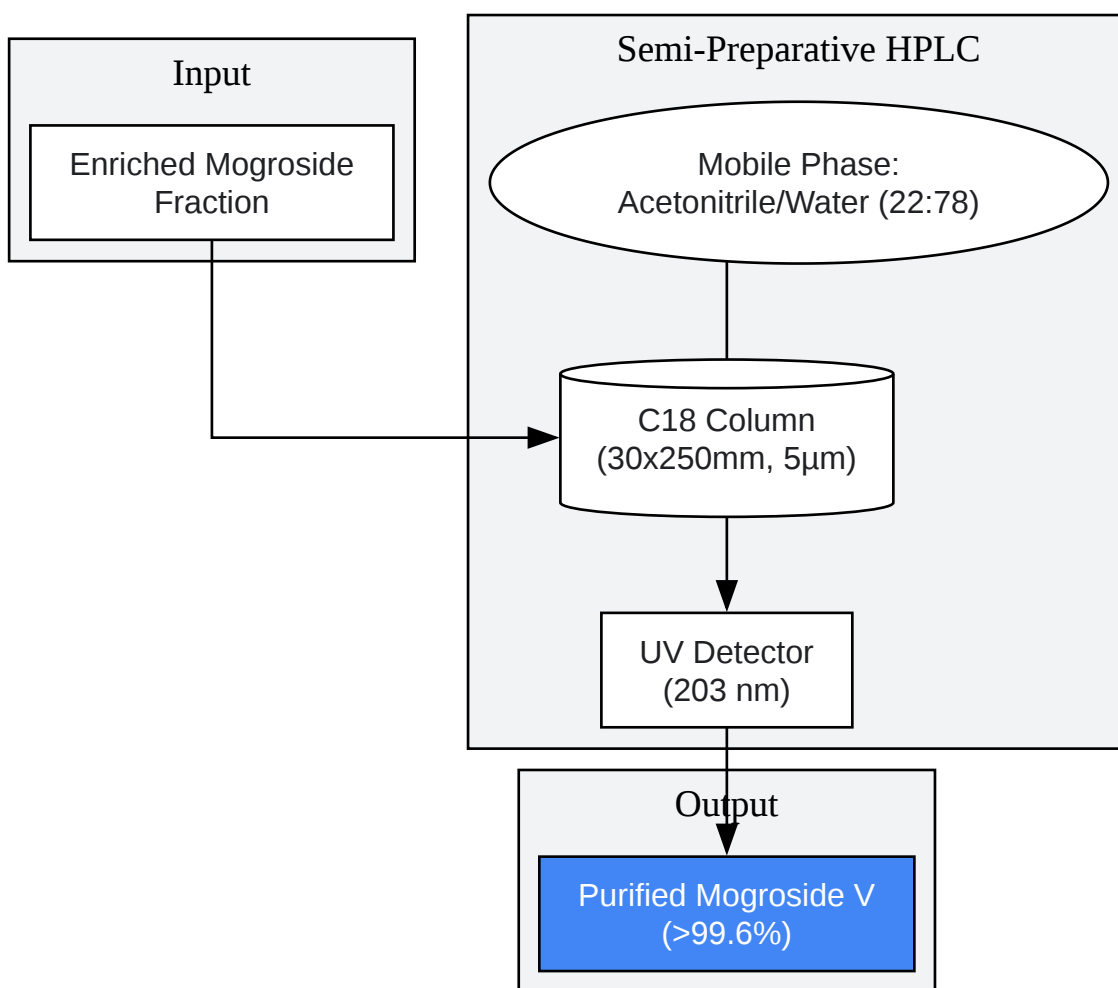 Input
Enriched Mogroside
Fraction
Semi-Preparative HPLC
Mobile Phase:
Acetonitrile/Water (22:78)
C18 Column
(30x250mm, 5µm)
UV Detector
(203 nm)
Output
Purified Mogroside V
(>99.6%)